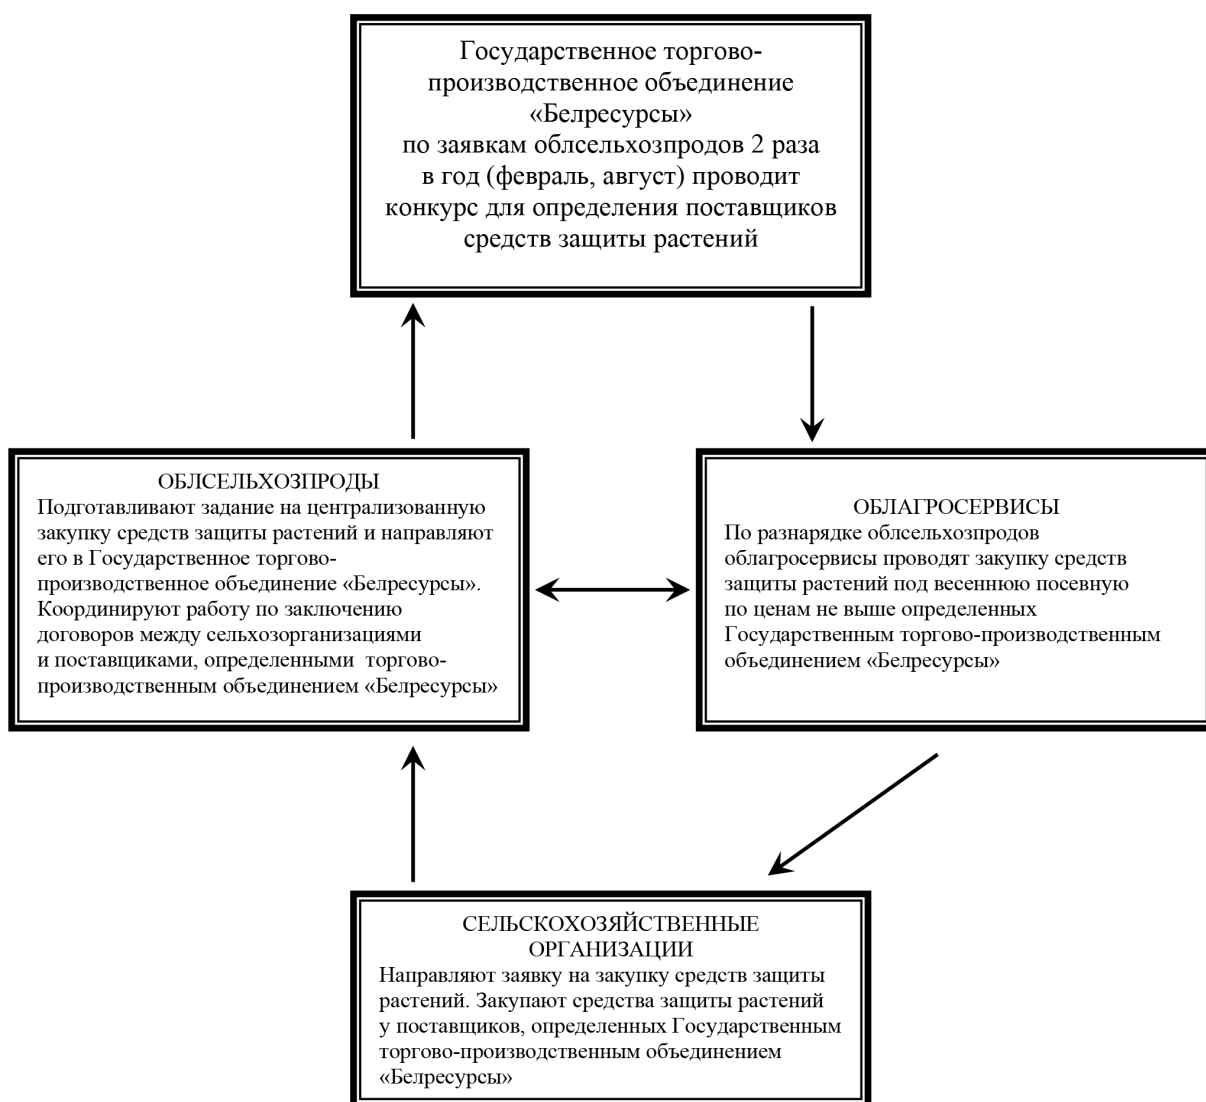 Государственное торгово-
производственное объединение
«Белресурсы»
по заявкам облсельхозпродов 2 раза
в год (февраль, август) проводит
конкурс для определения поставщиков
средств защиты растений
ОБЛСЕЛЬХОЗПРОДЫ
Подготавливают задание на централизованную
закупку средств защиты растений и направляют
его в Государственное торгово-
производственное объединение «Белресурсы».
Координируют работу по заключению
договоров между сельхозорганизациями
и поставщиками, определенными торгово-
производственным объединением «Белресурсы»
ОБЛАГРОСЕРВИСЫ
По разнарядке облсельхозпродов
облагросервисы проводят закупку средств
защиты растений под весеннюю посевную
по ценам не выше определенных
Государственным торгово-производственным
объединением «Белресурсы»
СЕЛЬСКОХОЗЯЙСТВЕННЫЕ
ОРГАНИЗАЦИИ
Направляют заявку на закупку средств защиты
растений. Закупают средства защиты растений
у поставщиков, определенных Государственным
торгово-производственным объединением
«Белресурсы»